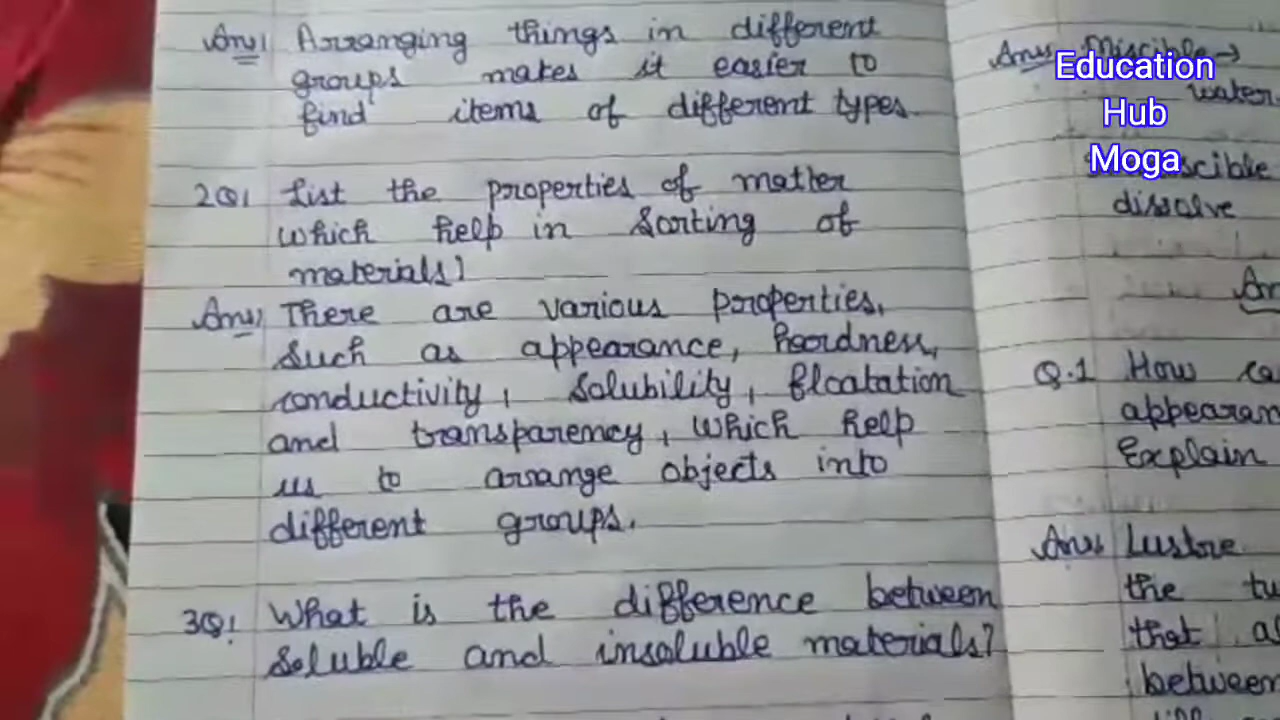 Ans! Arranging things in different
groups makes it easier to
find items of different types.
2Q! List the properties of matter
which help in Sorting of
materials?
Ans! There are various properties,
Such as appearance, hardness,
conductivity, Solubility, floatation
and transparency, which help
us to arrange objects into
different groups.
3Q! What is the difference between
Soluble and insoluble materials?
Ans! Miscible →
water
scible
dissolve
Q.1 How
Explain
Ans! Lustre
the
that
between
Education
Hub
Moga